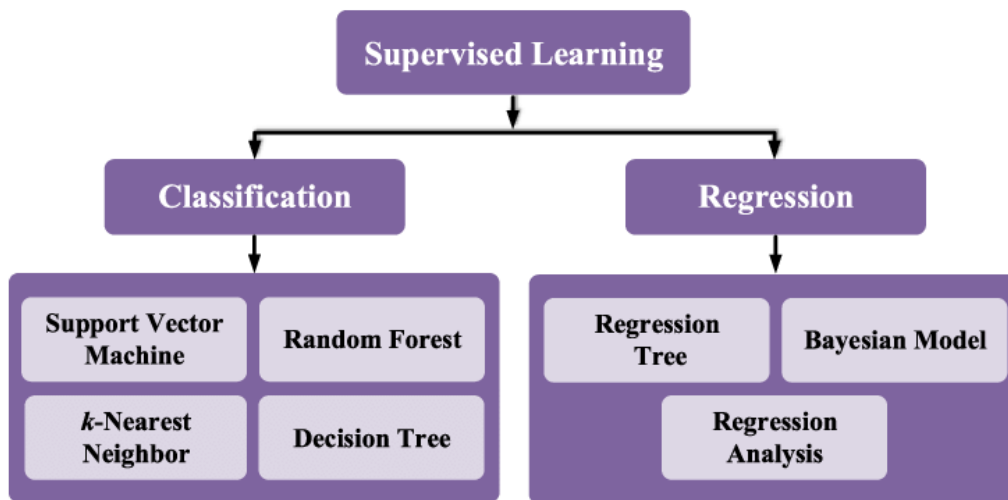 Supervised Learning
Classification
Regression
Support Vector
Machine
Random Forest
k-Nearest
Neighbor
Decision Tree
Regression
Tree
Bayesian Model
Regression
Analysis